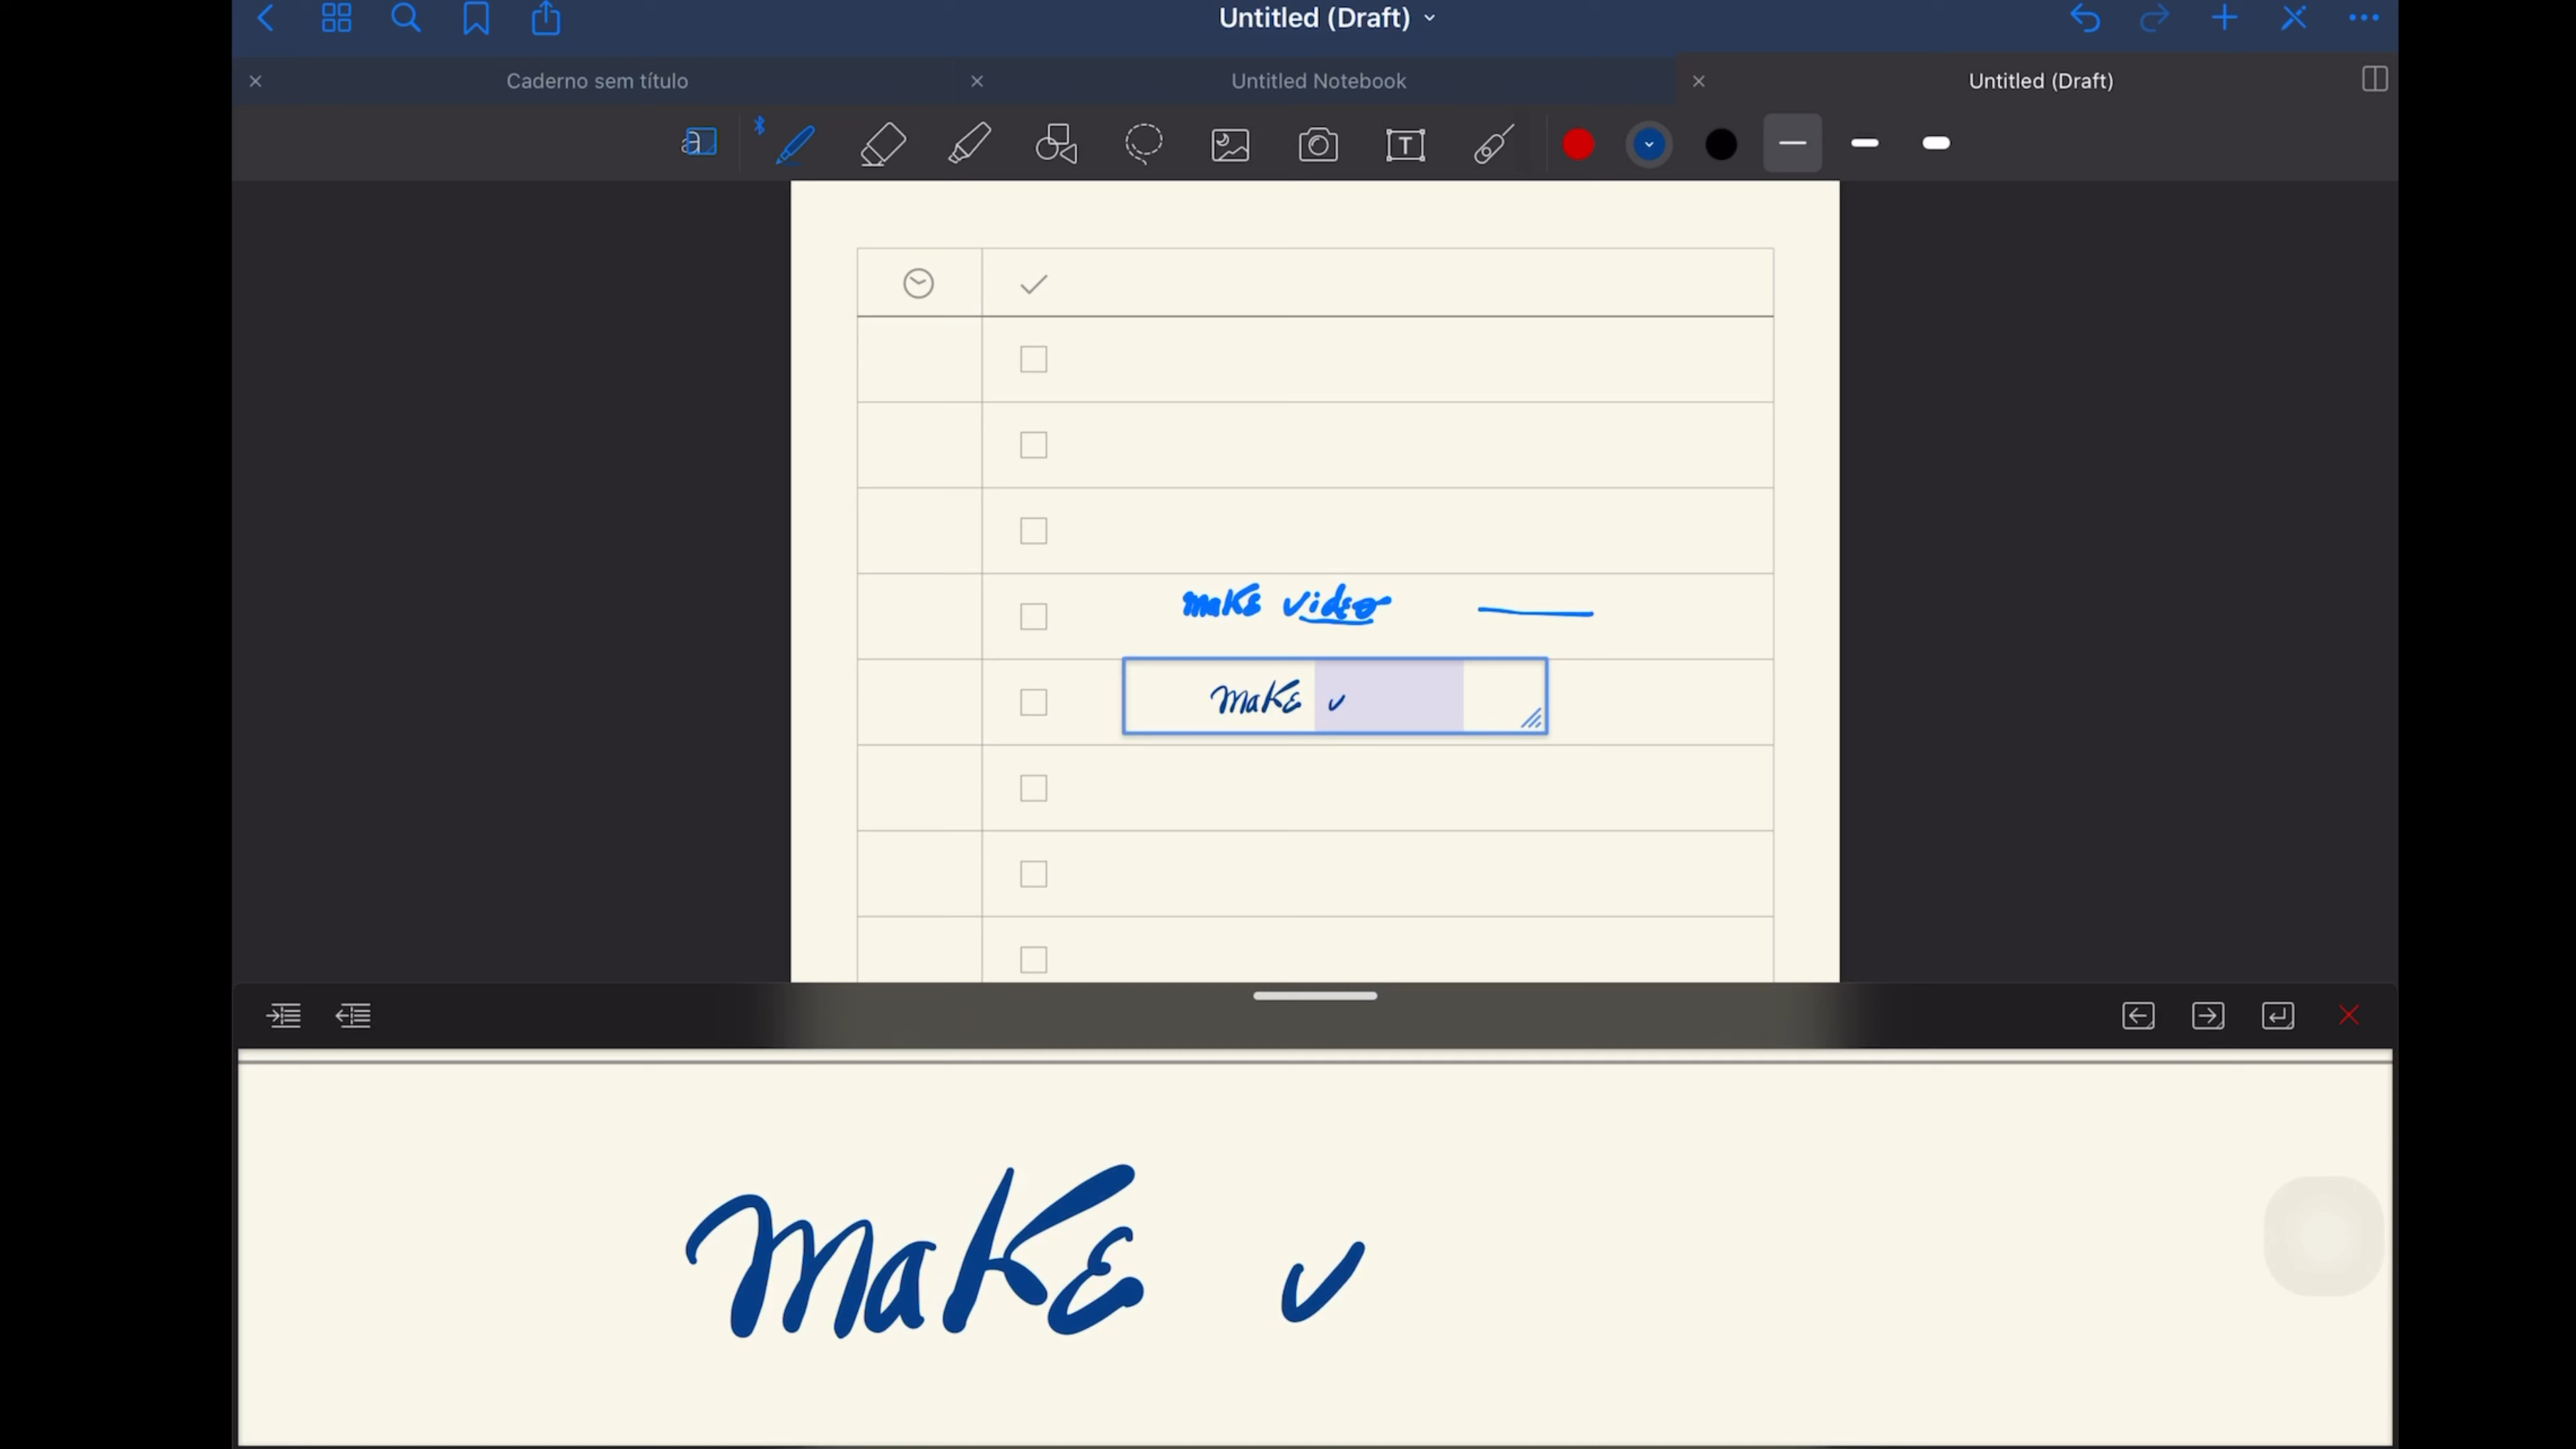 Untitled (Draft)
Caderno sem título
Untitled Notebook
Untitled (Draft)
a
T
make video
make v
make v